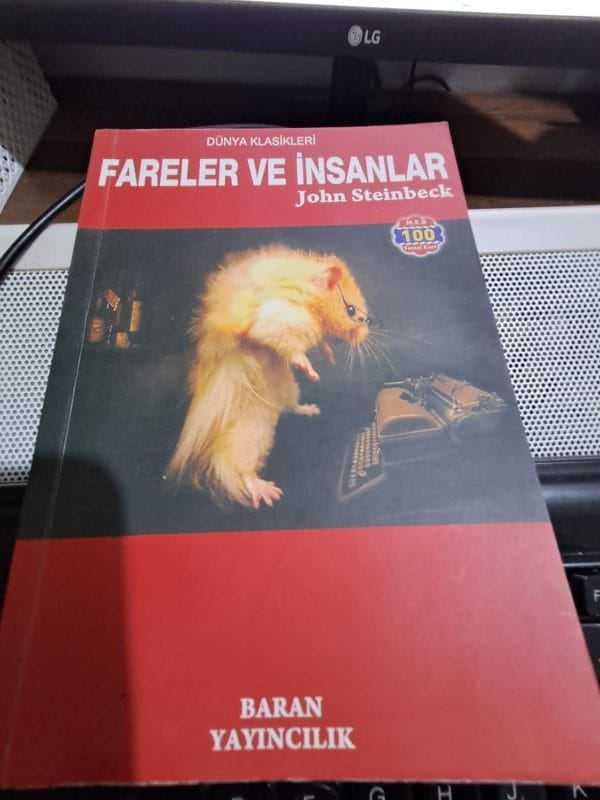 LG
DÜNYA KLASİKLERİ
FARELER VE İNSANLAR
John Steinbeck
M.E.B
100
Temel Eser
BARAN
YAYINCILIK
F
G
H
J
K